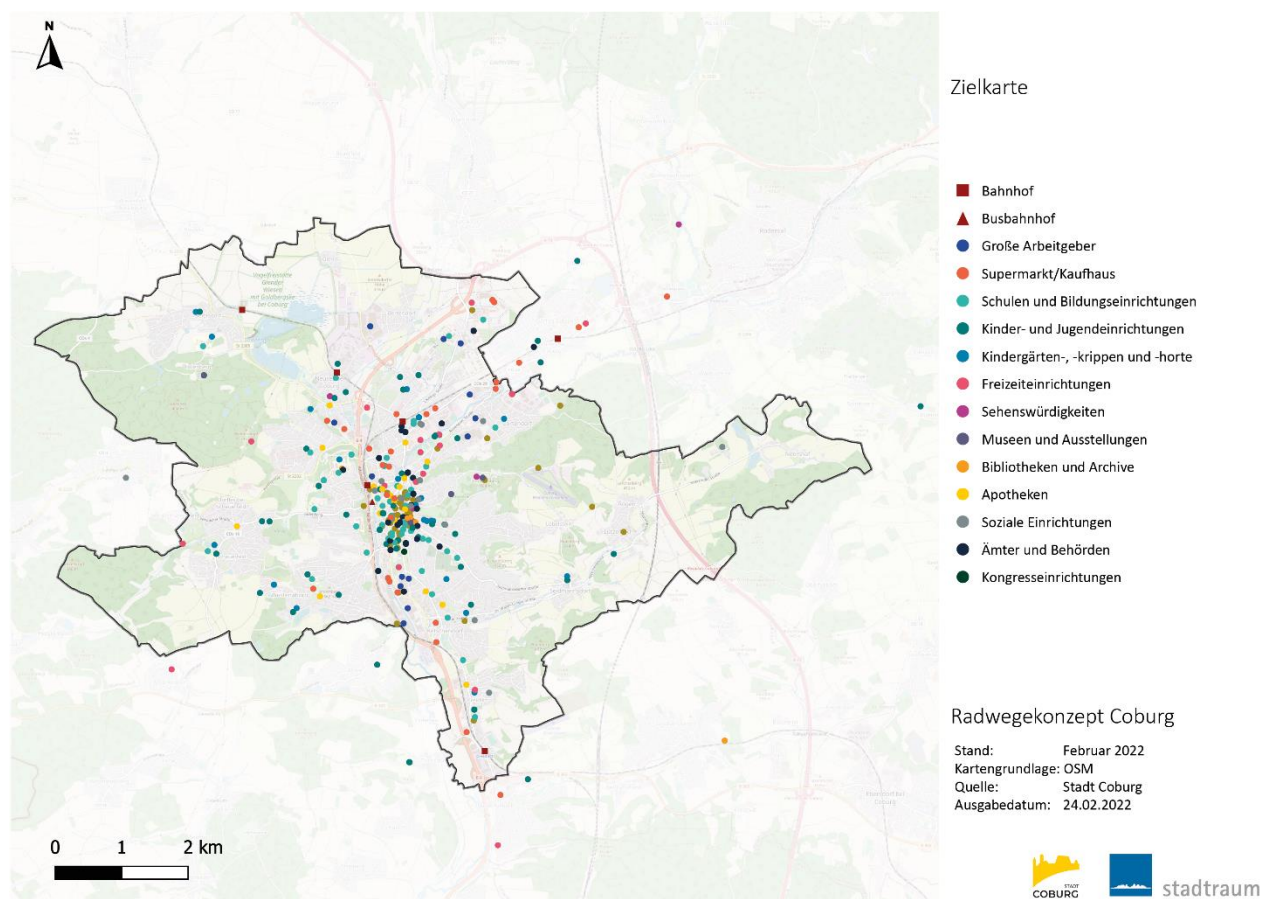 N
Zielkarte
Bahnhof
Busbahnhof
Große Arbeitgeber
Supermarkt/Kaufhaus
Schulen und Bildungseinrichtungen
Kinder- und Jugendeinrichtungen
Kindergärten-, -krippen und -horte
Freizeiteinrichtungen
Sehenswürdigkeiten
Museen und Ausstellungen
Bibliotheken und Archive
Apotheken
Soziale Einrichtungen
Ämter und Behörden
Kongresseinrichtungen
Radwegekonzept Coburg
Stand: Februar 2022
Kartengrundlage: OSM
Quelle: Stadt Coburg
Ausgabedatum: 24.02.2022
0 1 2 km
STADT
COBURG
stadtraum